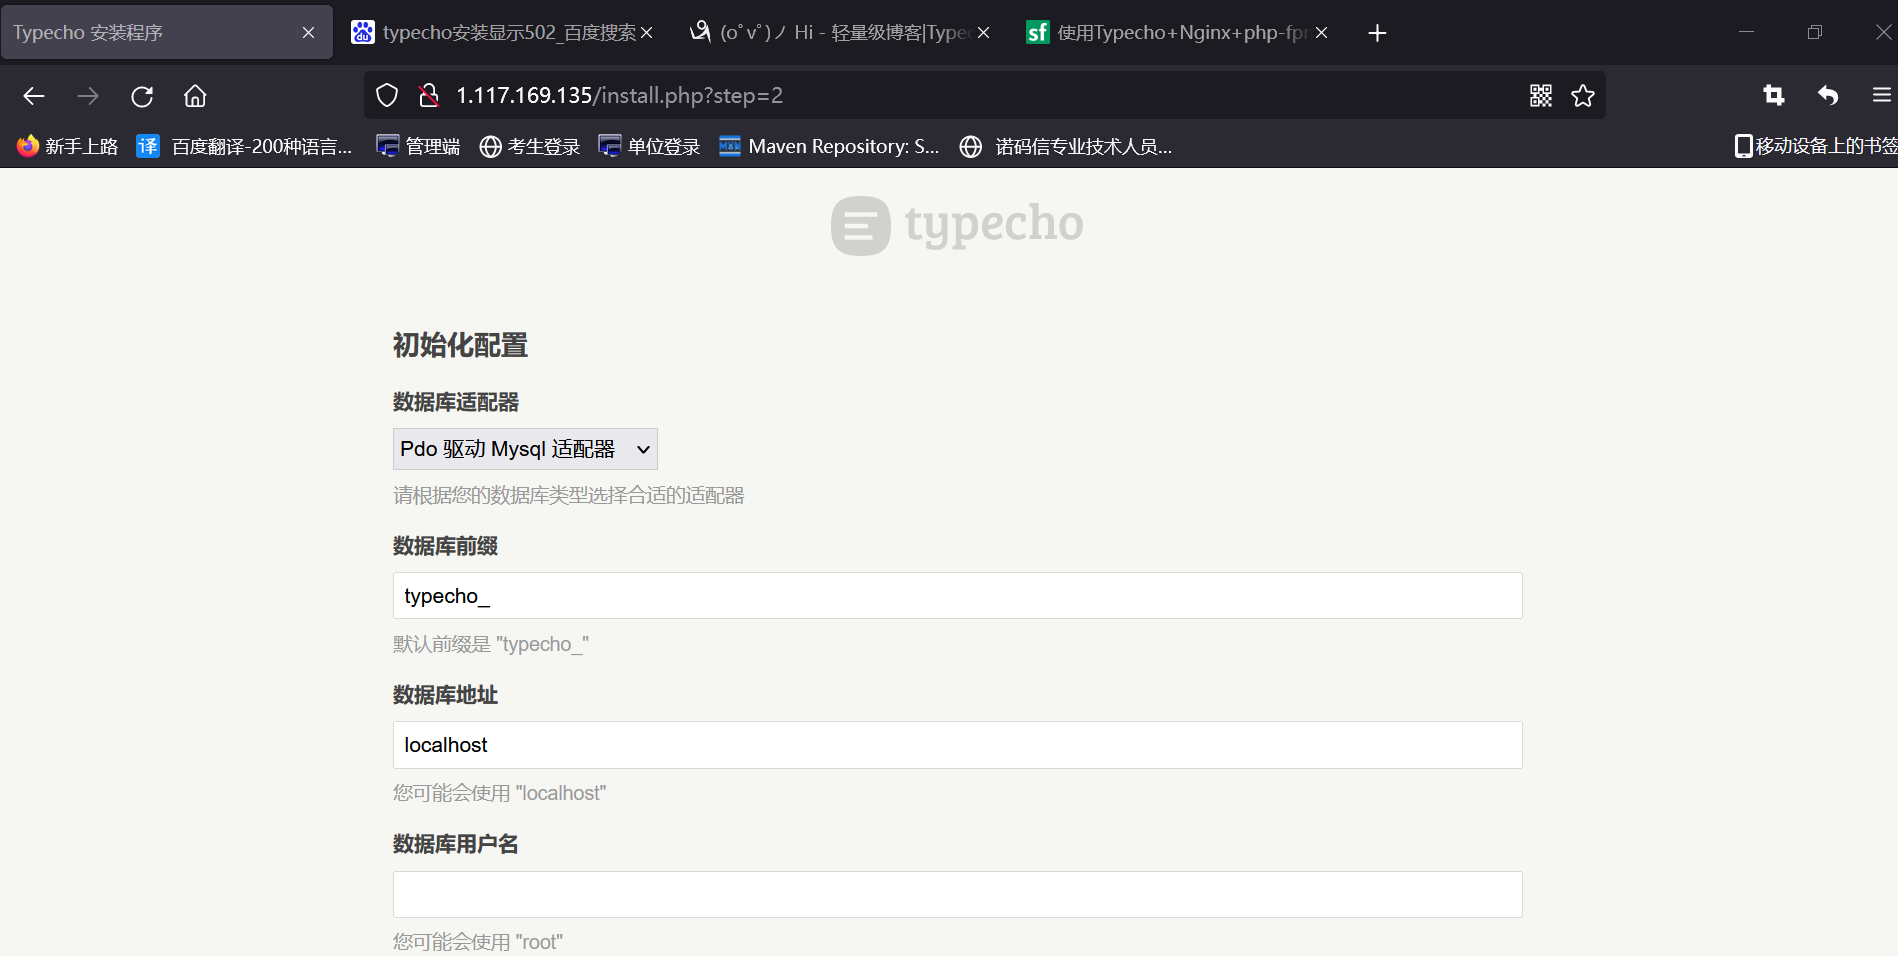 Typecho 安装程序
typecho安装显示502_百度搜索
(oﾟvﾟ)ノ Hi - 轻量级博客|Typec
sf 使用Typecho+Nginx+php-fpm
1.117.169.135/install.php?step=2
新手上路
译 百度翻译-200种语言...
管理端
考生登录
单位登录
Maven Repository: S...
诺码信专业技术人员...
移动设备上的书签
typecho
初始化配置
数据库适配器
Pdo 驱动 Mysql 适配器
请根据您的数据库类型选择合适的适配器
数据库前缀
typecho_
默认前缀是 "typecho_"
数据库地址
localhost
您可能会使用 "localhost"
数据库用户名
您可能会使用 "root"